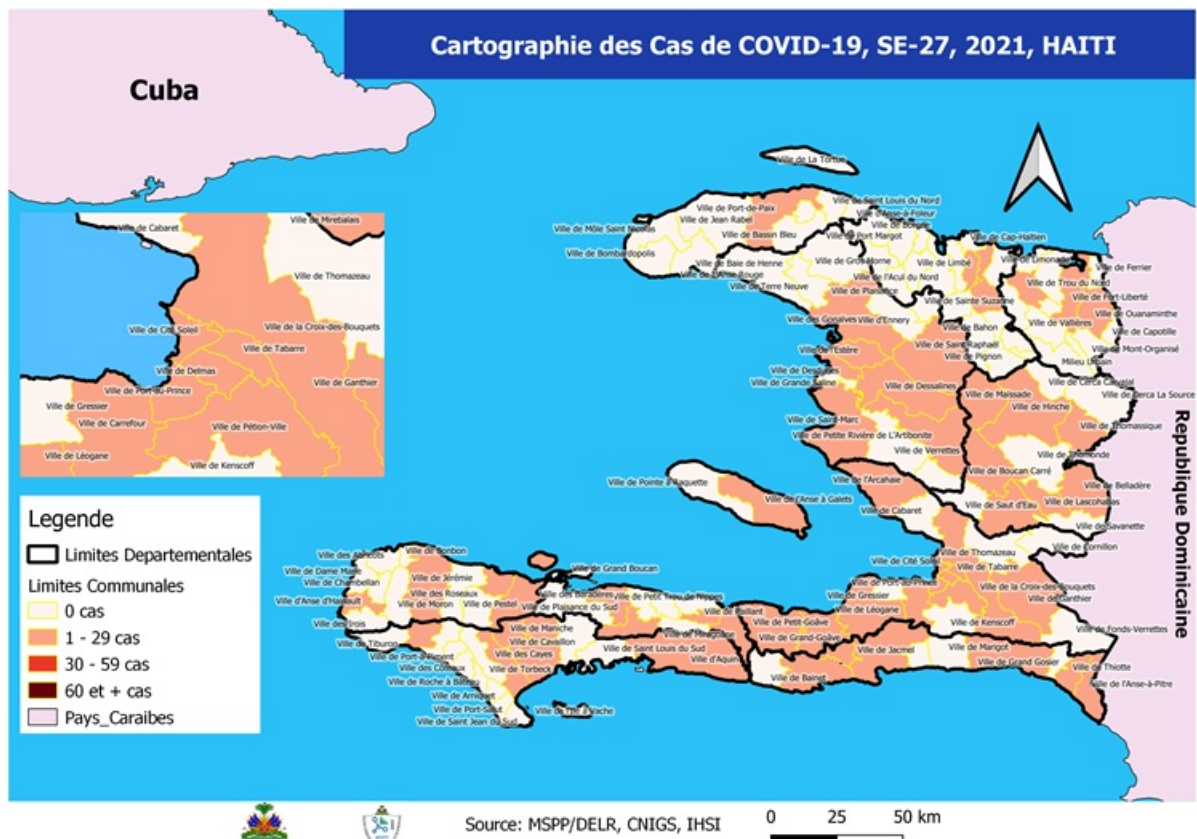 Cartographie des Cas de COVID-19, SE-27, 2021, HAITI
Cuba
Ville de La Tortue
Ville de Saint Louis du Nord
Ville d'Anse-à-Foleur
Ville de Port-de-Paix
Ville de Jean Rabel
Ville de Môle Saint Nicolas
Ville de Bassin Bleu
Ville de Port Margot
Ville de Cap-Haïtien
Ville de Bombardopolis
Ville de Baie de Henne
Ville de Gros Morne
Ville de Limbé
Ville de Limonade
Ville de Ferrier
Ville de l'Acul du Nord
Ville de Terre Neuve
Ville de Plaisance
Ville de Trou du Nord
Ville de Fort-Liberté
Ville de Sainte Suzanne
Ville de Ouanaminthe
Ville des Gonaïves
Ville d'Ennery
Ville de Bahon
Ville de Vallières
Ville de Capotille
Ville de Saint Raphaël
Ville de l'Estère
Ville de Pignon
Ville de Mont-Organisé
Milieu Urbain
Ville de Grande Saline
Ville de Dessalines
Ville de Maissade
Ville de Cerca Carvajal
Ville de Cerca La Source
Ville de Hinche
Ville de Saint-Marc
Ville de Thomassique
Ville de Petite Rivière de L'Artibonite
Ville de Verrettes
Ville de Thomonde
Ville de Boucan Carré
Ville de Pointe à Raquette
Ville de l'Arcahaie
Ville de Belladère
Ville de l'Anse à Galets
Ville de Cabaret
Ville de Saut d'Eau
Ville de Lascohabas
Ville de Savanette
Ville de Cornillon
Ville de Thomazeau
Ville de Cité Soleil
Ville de Tabarre
Ville de Port-au-Prince
Ville de la Croix-des-Bouquets
Ville de Gressier
Ville de Ganthier
Ville de Léogane
Ville de Kenscoff
Ville de Fonds-Verrettes
Ville de Petit-Goâve
Ville de Grand-Goâve
Ville de Jacmel
Ville de Marigot
Ville de Grand Gosier
Ville de Thiotte
Ville de l'Anse-à-Pitre
Ville de Bainet
Ville des Abricots
Ville de Bonbon
Ville de Dame Marie
Ville de Chambellan
Ville de Jérémie
Ville de Grand Boucan
Ville des Roseaux
Ville des Baradères
Ville de Petit Trou de Nippes
Ville d'Anse d'Hainault
Ville de Moron
Ville de Pestel
Ville de Plaisance du Sud
Ville de Paillant
Ville des Irois
Ville de Maniche
Ville de Miragoâne
Ville de Tiburon
Ville de Cavaillon
Ville de Saint Louis du Sud
Ville de Port-à-Piment
Ville des Cayes
Ville d'Aquin
Ville des Coteaux
Ville de Torbeck
Ville de Roche à Bateau
Ville de Arniquet
Ville de Port-Salut
Ville de l'Ile à Vache
Ville de Saint Jean du Sud
Republique Dominicaine
Ville de Cabaret
Ville de Mirebalais
Ville de Thomazeau
Ville de Cité Soleil
Ville de la Croix-des-Bouquets
Ville de Tabarre
Ville de Delmas
Ville de Ganthier
Ville de Port-au-Prince
Ville de Gressier
Ville de Carrefour
Ville de Pétion-Ville
Ville de Léogane
Ville de Kenscoff
Legende
Limites Departementales
Limites Communales
0 cas
1 - 29 cas
30 - 59 cas
60 et + cas
Pays_Caraibes
Source: MSPP/DELR, CNIGS, IHSI
0 25 50 km